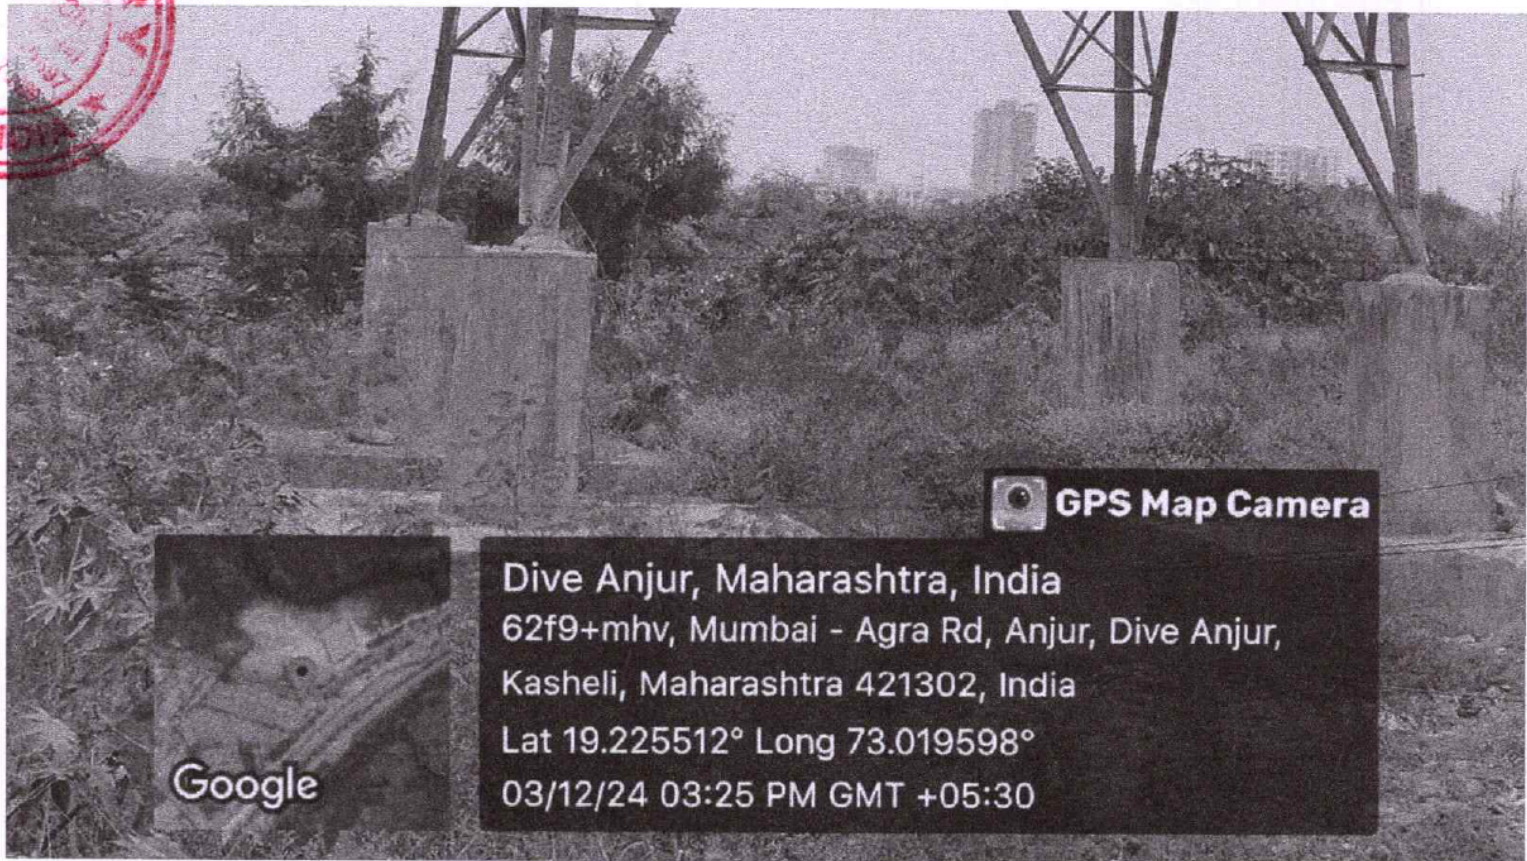 GPS Map Camera
Dive Anjur, Maharashtra, India
62f9+mhv, Mumbai - Agra Rd, Anjur, Dive Anjur,
Kasheli, Maharashtra 421302, India
Lat 19.225512° Long 73.019598°
03/12/24 03:25 PM GMT +05:30
Google